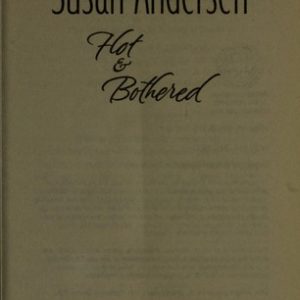 Susan Andersen
Hot
&
Bothered